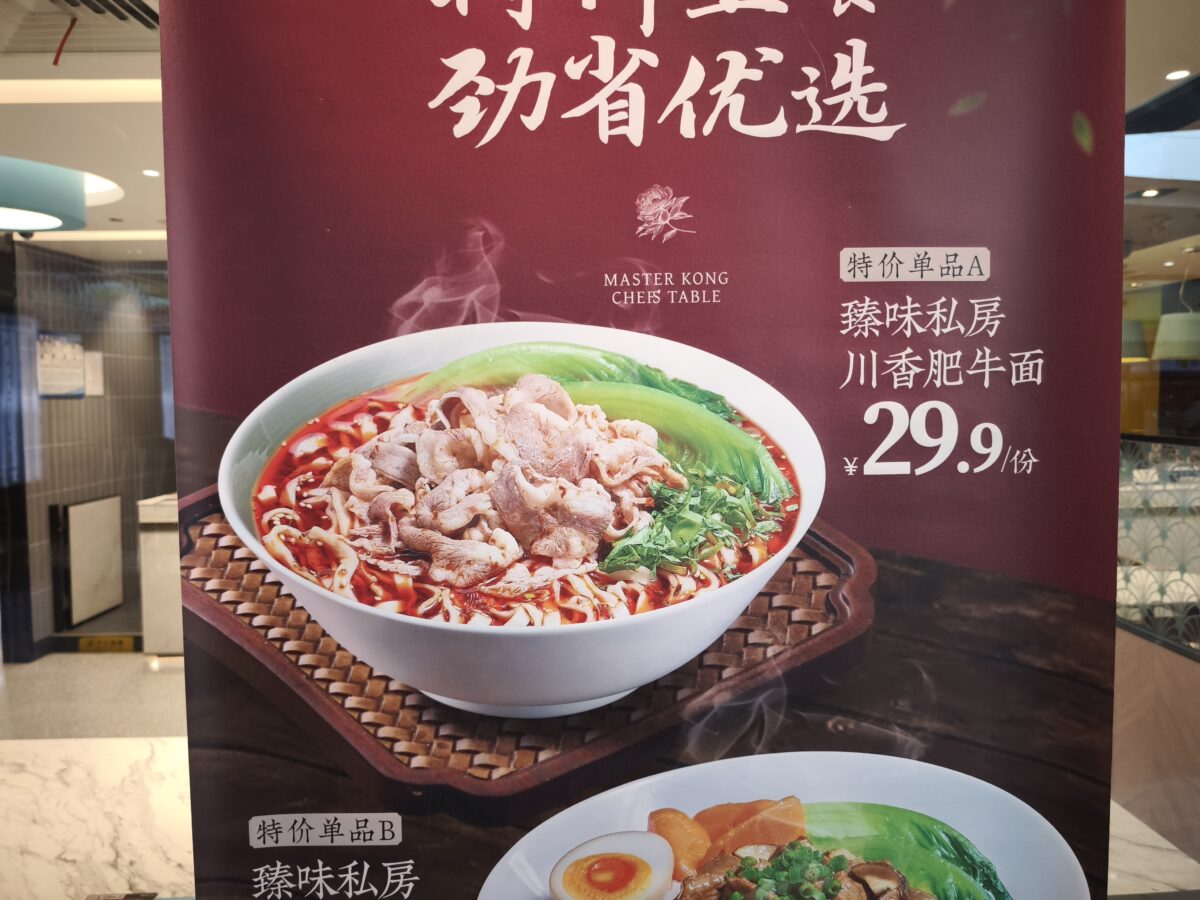 劲省优选
MASTER KONG
CHEF'S TABLE
特价单品A
臻味私房
川香肥牛面
¥29.9/份
特价单品B
臻味私房